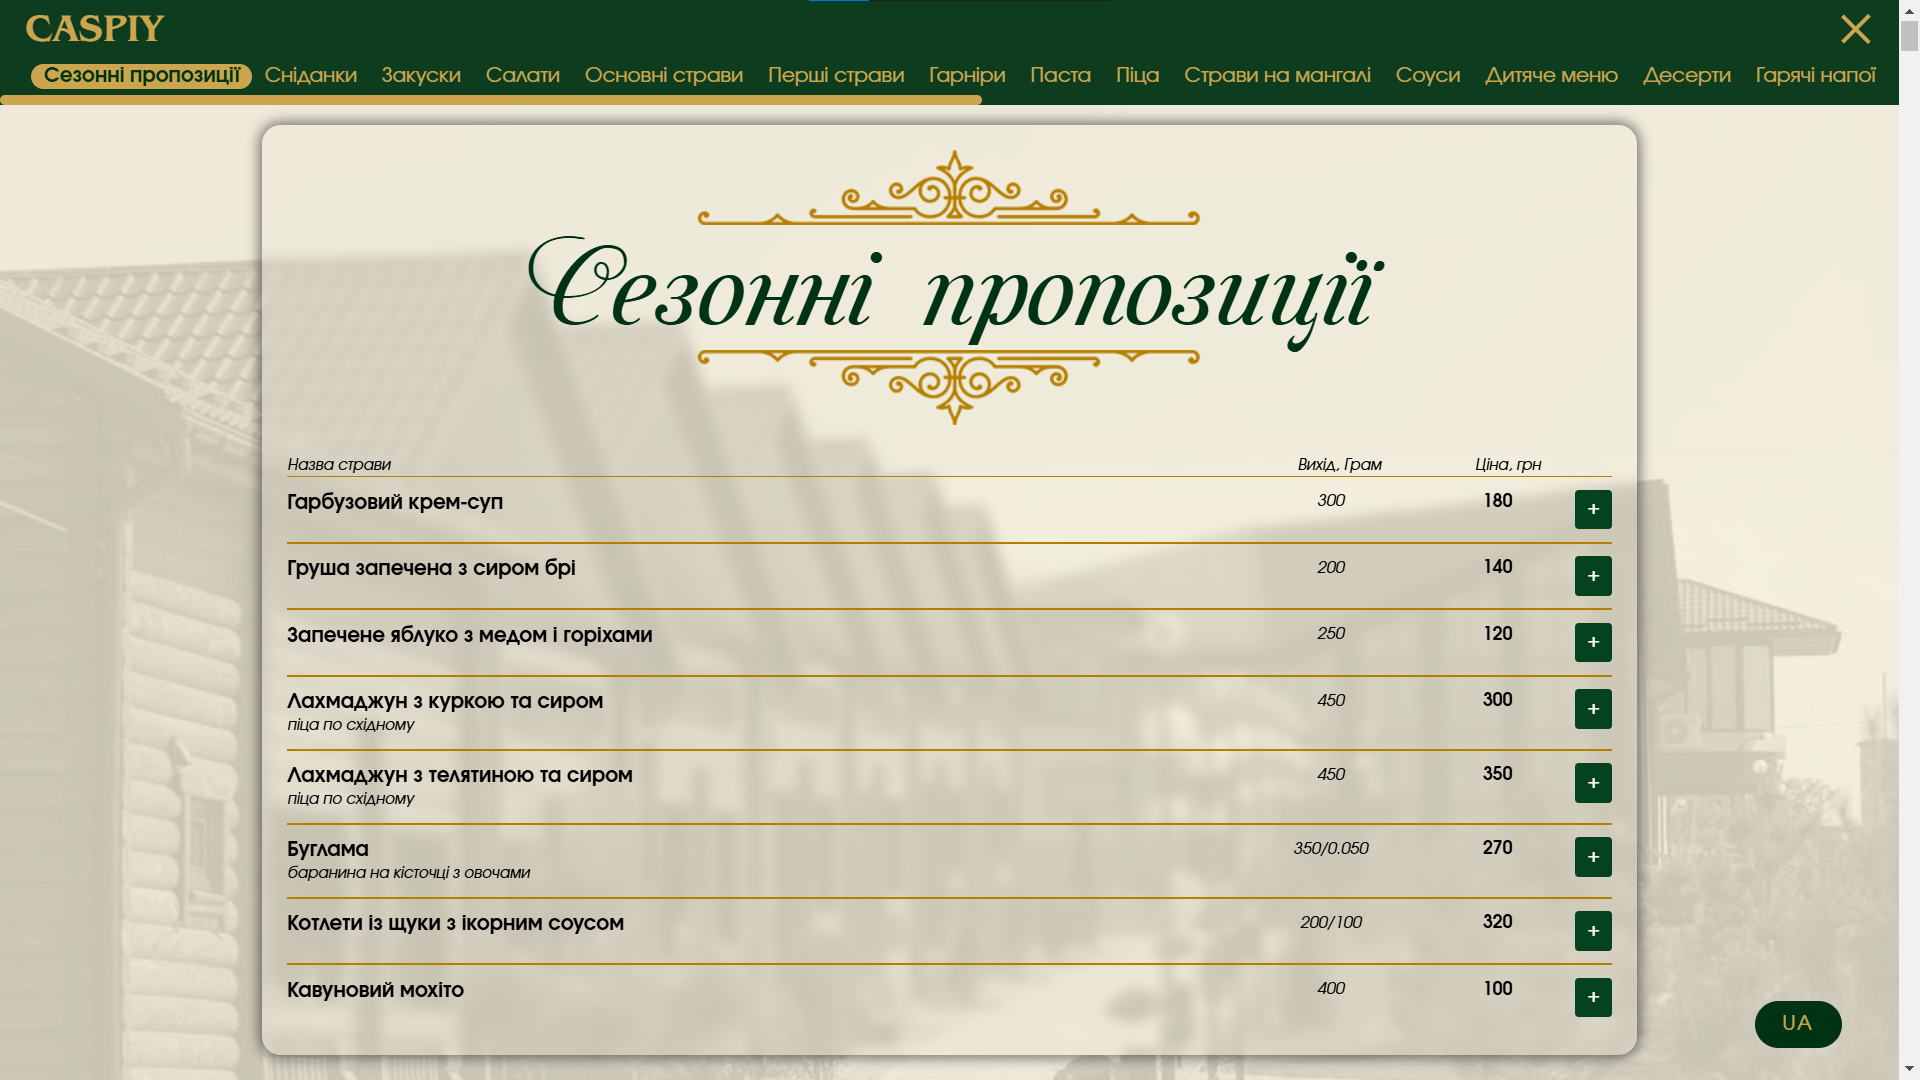 CASPIY
Сезонні пропозиції Сніданки Закуски Салати Основні страви Перші страви Гарніри Паста Піца Страви на мангалі Соуси Дитяче меню Десерти Гарячі напої
Сезонні пропозиції
Назва страви Вихід, Грам Ціна, грн
Гарбузовий крем-суп 300 180 +
Груша запечена з сиром брі 200 140 +
Запечене яблуко з медом і горіхами 250 120 +
Лахмаджун з куркою та сиром 450 300 +
піца по східному
Лахмаджун з телятиною та сиром 450 350 +
піца по східному
Буглама 350/0.050 270 +
баранина на кісточці з овочами
Котлети із щуки з ікорним соусом 200/100 320 +
Кавуновий мохіто 400 100 +
UA